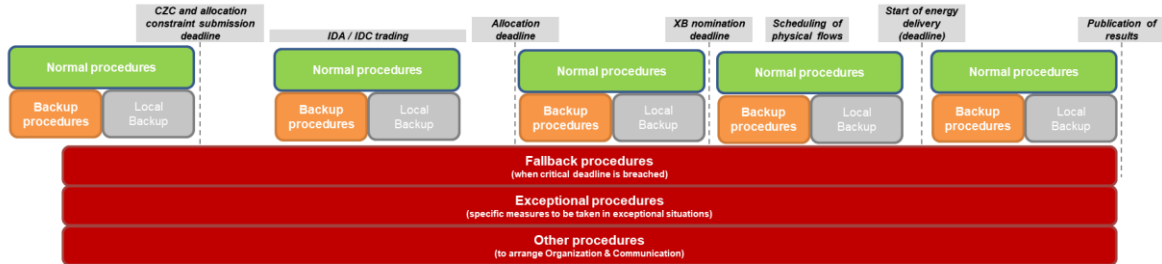 CZC and allocation
constraint submission
deadline
IDA / IDC trading
Allocation
deadline
XB nomination
deadline
Scheduling of
physical flows
Start of energy
delivery
(deadline)
Publication of
results
Normal procedures
Normal procedures
Normal procedures
Normal procedures
Normal procedures
Backup
procedures
Local
Backup
Backup
procedures
Local
Backup
Backup
procedures
Local
Backup
Backup
procedures
Local
Backup
Backup
procedures
Local
Backup
Fallback procedures
(when critical deadline is breached)
Exceptional procedures
(specific measures to be taken in exceptional situations)
Other procedures
(to arrange Organization & Communication)